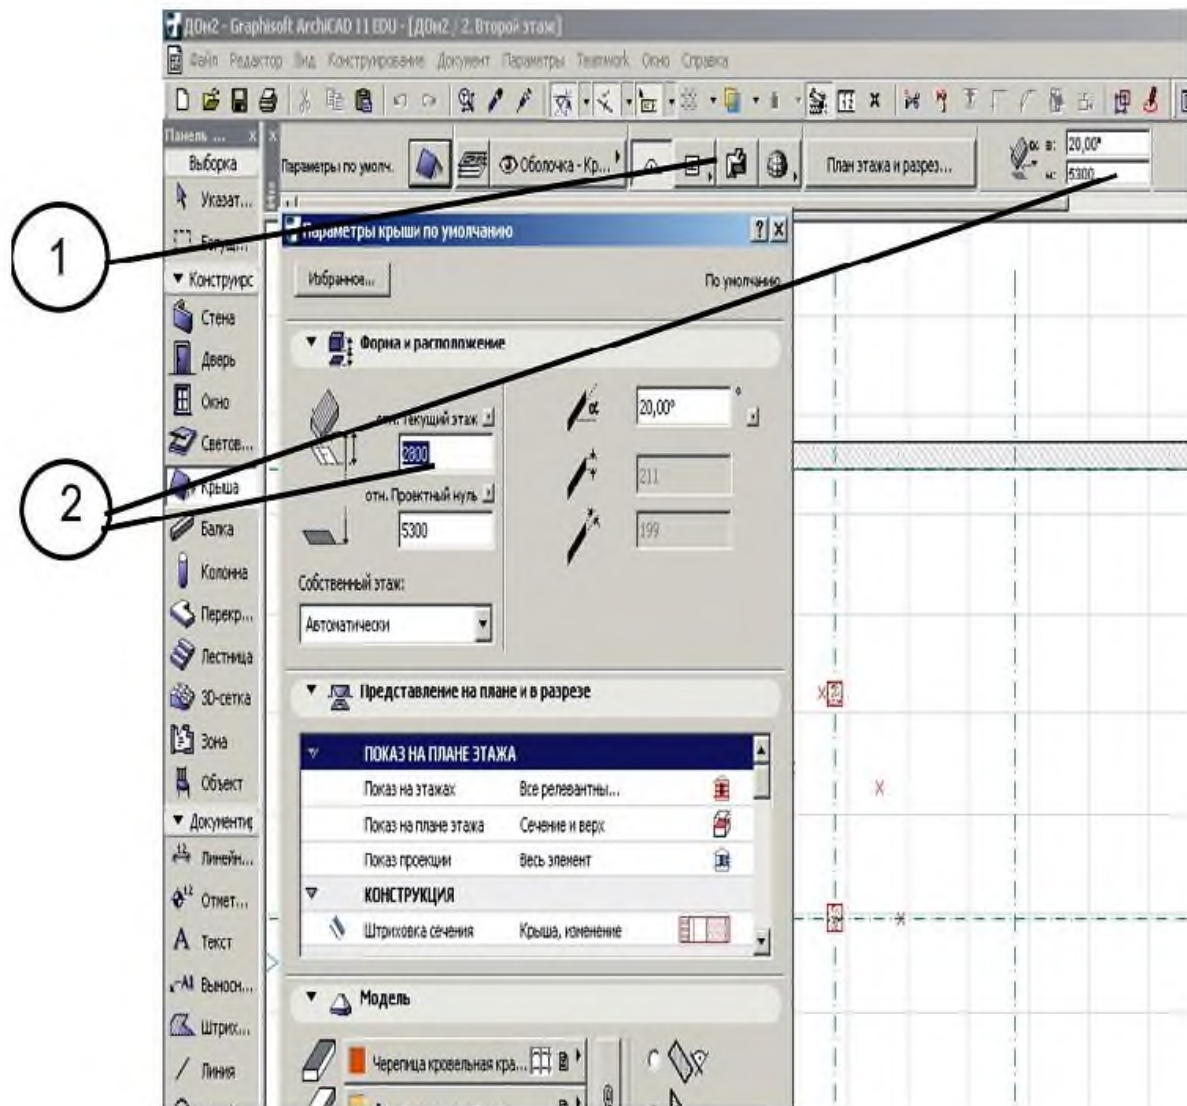 ДОм2 - Graphisoft ArchiCAD 11 EDU - [ДОм2 / 2. Второй этаж]
Файл Редактор Вид Конструирование Документ Параметры Teamwork Окно Справка
Панель ... x
Выборка
Параметры по умолч.
Оболочка - Кр...
План этажа и разрез...
α в: 20,00°
м: 5300
Указат...
1
Параметры крыши по умолчанию
Избранное...
По умолчанию
Форма и расположение
отн. Текущий этаж
2800
отн. Проектный нуль
5300
Собственный этаж:
Автоматически
α 20,00°
211
199
Представление на плане и в разрезе
ПОКАЗ НА ПЛАНЕ ЭТАЖА
Показ на этажах Все релевантны...
Показ на плане этажа Сечение и верх
Показ проекции Весь элемент
КОНСТРУКЦИЯ
Штриховка сечения Крыша, изменение
Модель
Черепица кровельная кра...
Конструирс
Стена
Дверь
Окно
Светов...
2
Крыша
Балка
Колонна
Перекр...
Лестница
3D-сетка
Зона
Объект
Документир
Линейн...
Отмет...
Текст
Выносн...
Штрих...
Линия